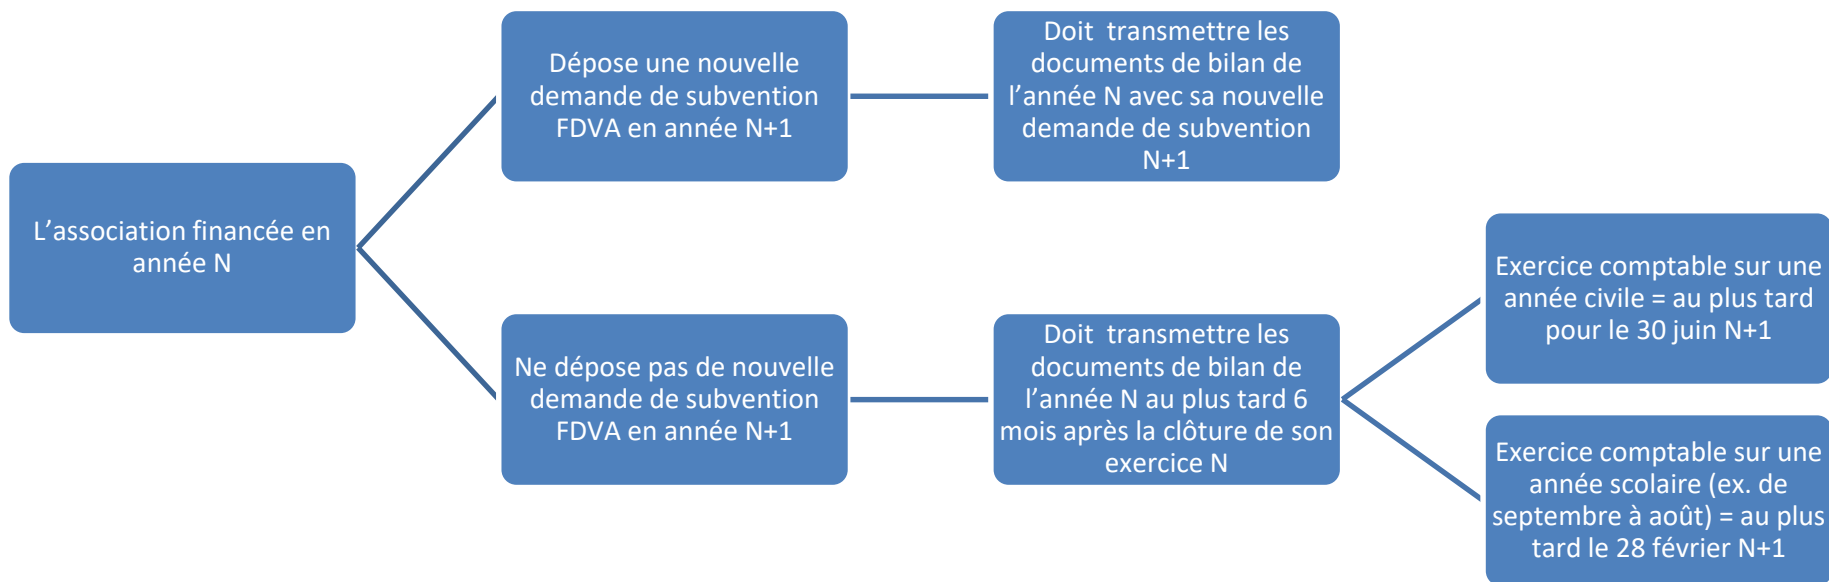 L’association financée en
année N
Dépose une nouvelle
demande de subvention
FDVA en année N+1
Doit  transmettre les
documents de bilan de
l’année N avec sa nouvelle
demande de subvention
N+1
Ne dépose pas de nouvelle
demande de subvention
FDVA en année N+1
Doit  transmettre les
documents de bilan de
l’année N au plus tard 6
mois après la clôture de son
exercice N
Exercice comptable sur une
année civile = au plus tard
pour le 30 juin N+1
Exercice comptable sur une
année scolaire (ex. de
septembre à août) = au plus
tard le 28 février N+1